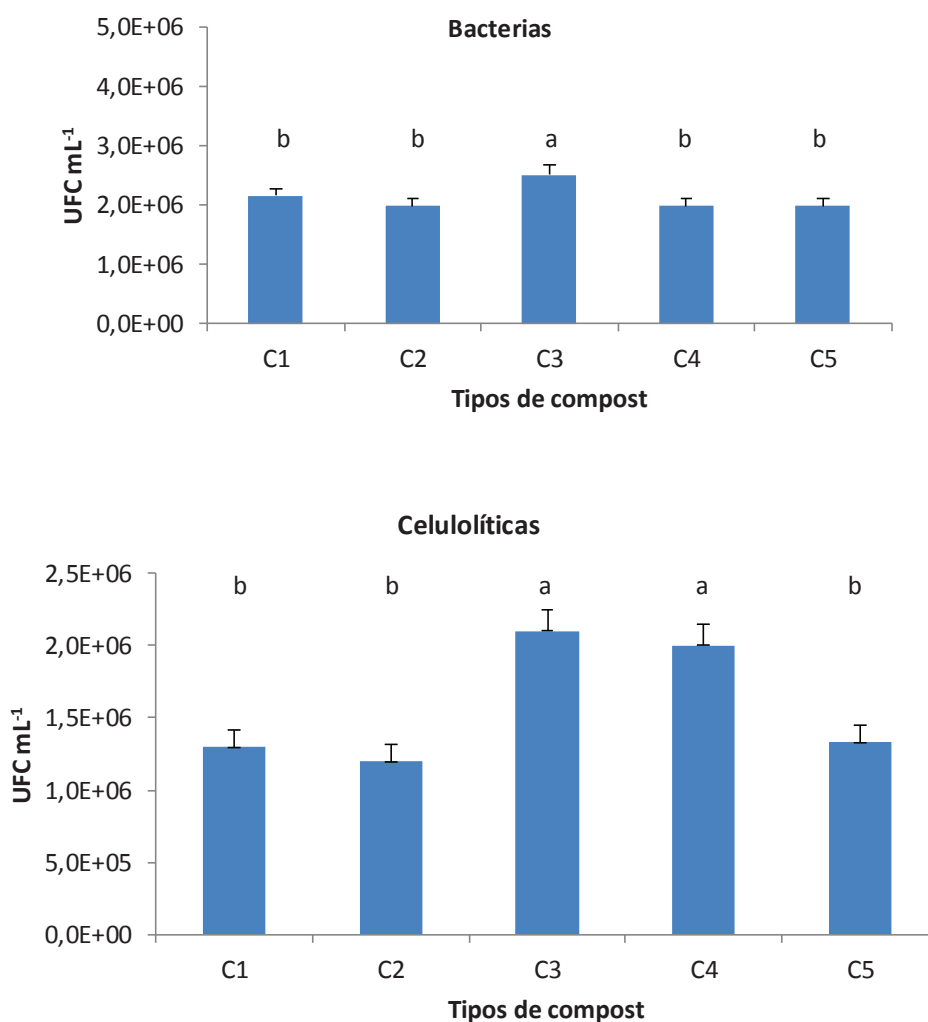 Bacterias
5,0E+06
4,0E+06
3,0E+06
2,0E+06
1,0E+06
0,0E+00
UFC mL-1
b b a b b
C1 C2 C3 C4 C5
Tipos de compost
Celulolíticas
2,5E+06
2,0E+06
1,5E+06
1,0E+06
5,0E+05
0,0E+00
UFC mL-1
b b a a b
C1 C2 C3 C4 C5
Tipos de compost